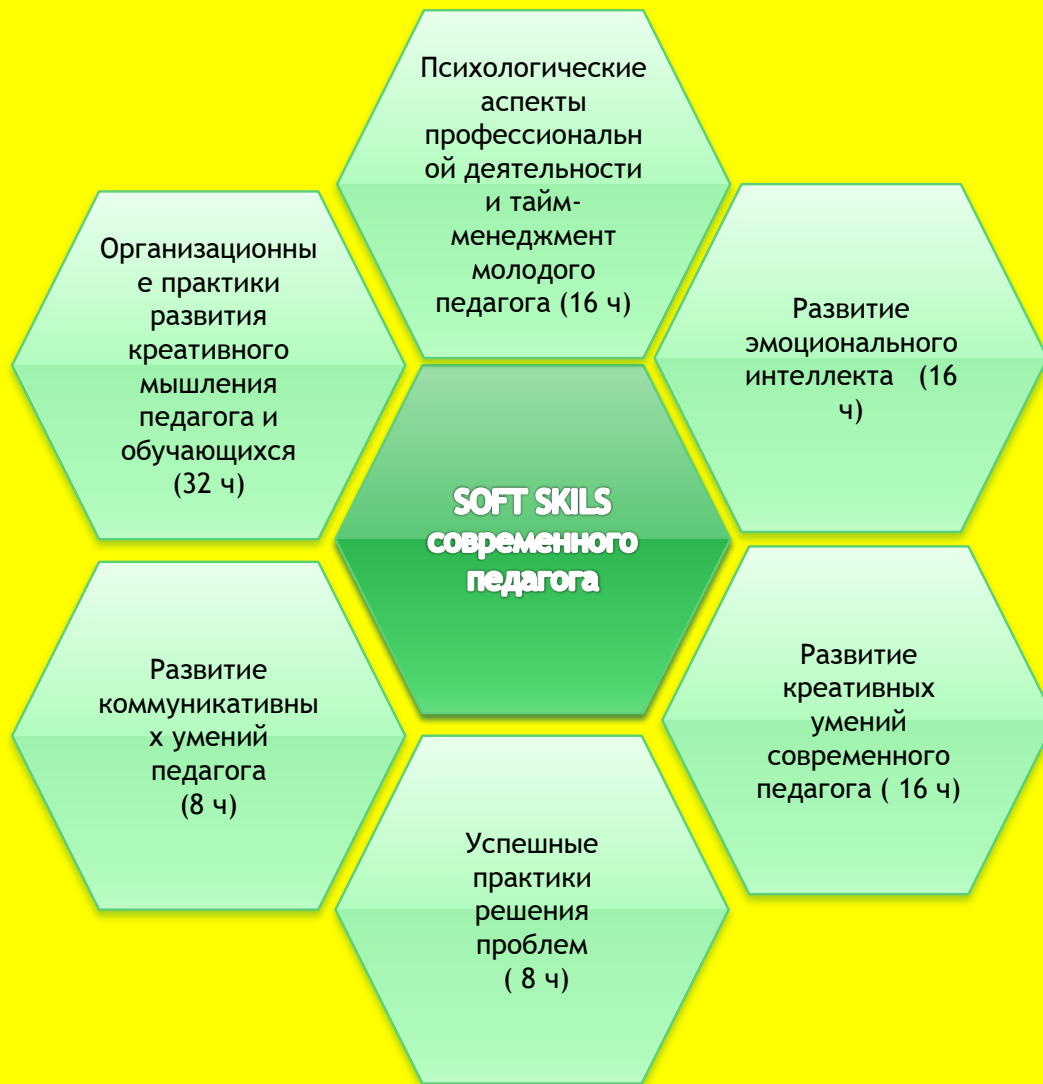 Психологические
аспекты
профессиональн
ой деятельности
и тайм-
менеджмент
молодого
педагога (16 ч)
Организационны
е практики
развития
креативного
мышления
педагога и
обучающихся
(32 ч)
Развитие
эмоционального
интеллекта (16
ч)
SOFT SKILS
современного
педагога
Развитие
коммуникативны
х умений
педагога
(8 ч)
Развитие
креативных
умений
современного
педагога ( 16 ч)
Успешные
практики
решения
проблем
( 8 ч)